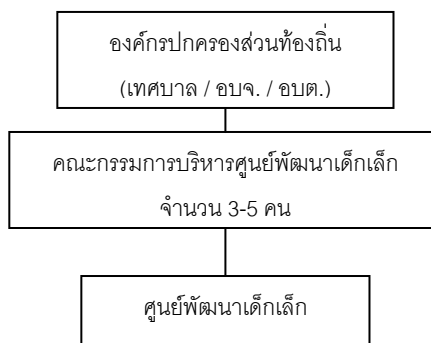 องค์กรปกครองส่วนท้องถิ่น
(เทศบาล / อบจ. / อบต.)
คณะกรรมการบริหารศูนย์พัฒนาเด็กเล็ก
จำนวน 3-5 คน
ศูนย์พัฒนาเด็กเล็ก